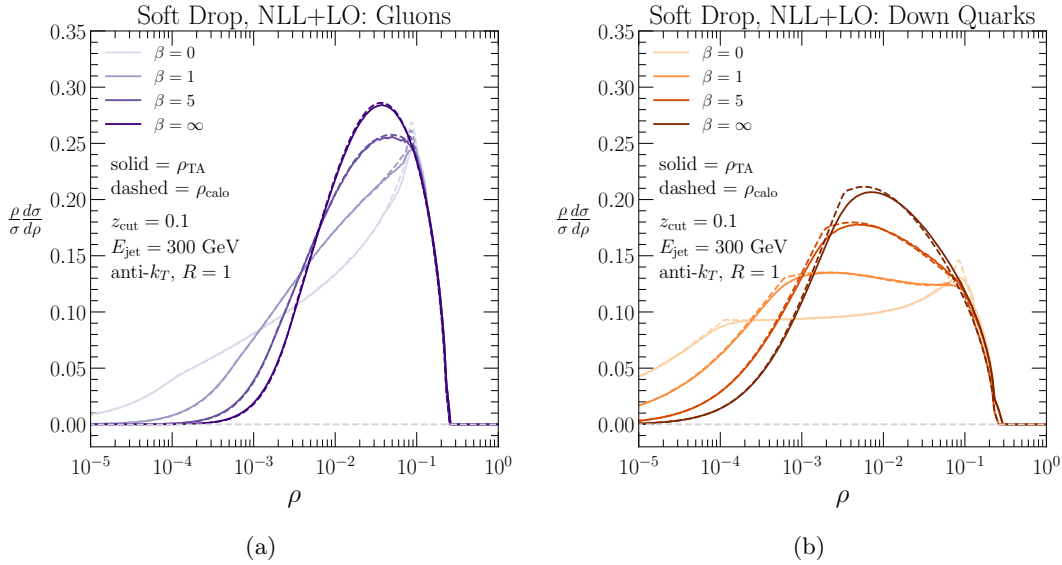 Soft Drop, NLL+LO: Gluons
0.35
0.30
0.25
0.20
0.15
0.10
0.05
0.00
ρ/σ dσ/dρ
β = 0
β = 1
β = 5
β = ∞
solid = ρ_TA
dashed = ρ_calo
z_cut = 0.1
E_jet = 300 GeV
anti-k_T, R = 1
10^−5 10^−4 10^−3 10^−2 10^−1 10^0
ρ
(a)
Soft Drop, NLL+LO: Down Quarks
0.35
0.30
0.25
0.20
0.15
0.10
0.05
0.00
ρ/σ dσ/dρ
β = 0
β = 1
β = 5
β = ∞
solid = ρ_TA
dashed = ρ_calo
z_cut = 0.1
E_jet = 300 GeV
anti-k_T, R = 1
10^−5 10^−4 10^−3 10^−2 10^−1 10^0
ρ
(b)